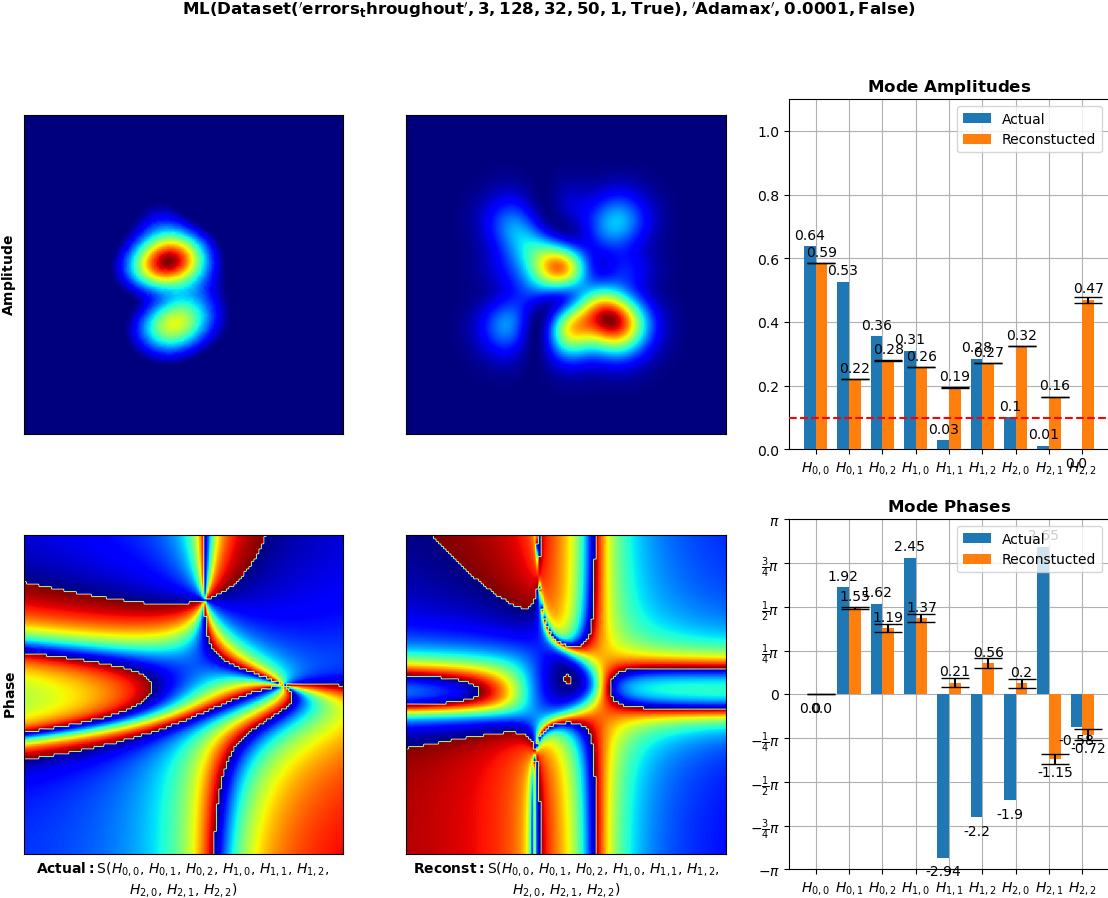 ML(Dataset('errors_throughout', 3, 128, 32, 50, 1, True), 'Adamax', 0.0001, False)
Amplitude
Mode Amplitudes
Actual
Reconstucted
1.0
0.8
0.6
0.4
0.2
0.0
0.64
0.59
0.53
0.22
0.36
0.28
0.31
0.26
0.03
0.19
0.28
0.27
0.1
0.32
0.01
0.16
0.0
0.47
H0,0 H0,1 H0,2 H1,0 H1,1 H1,2 H2,0 H2,1 H2,2
Phase
Actual: S(H0,0, H0,1, H0,2, H1,0, H1,1, H1,2,
H2,0, H2,1, H2,2)
Reconst: S(H0,0, H0,1, H0,2, H1,0, H1,1, H1,2,
H2,0, H2,1, H2,2)
Mode Phases
Actual
Reconstucted
π
3/4π
1/2π
1/4π
0
−1/4π
−1/2π
−3/4π
−π
0.0
0.0
1.92
1.62
1.19
2.45
1.37
-2.94
0.21
-2.2
0.56
-1.9
0.2
-1.15
-0.58
-0.72
H0,0 H0,1 H0,2 H1,0 H1,1 H1,2 H2,0 H2,1 H2,2